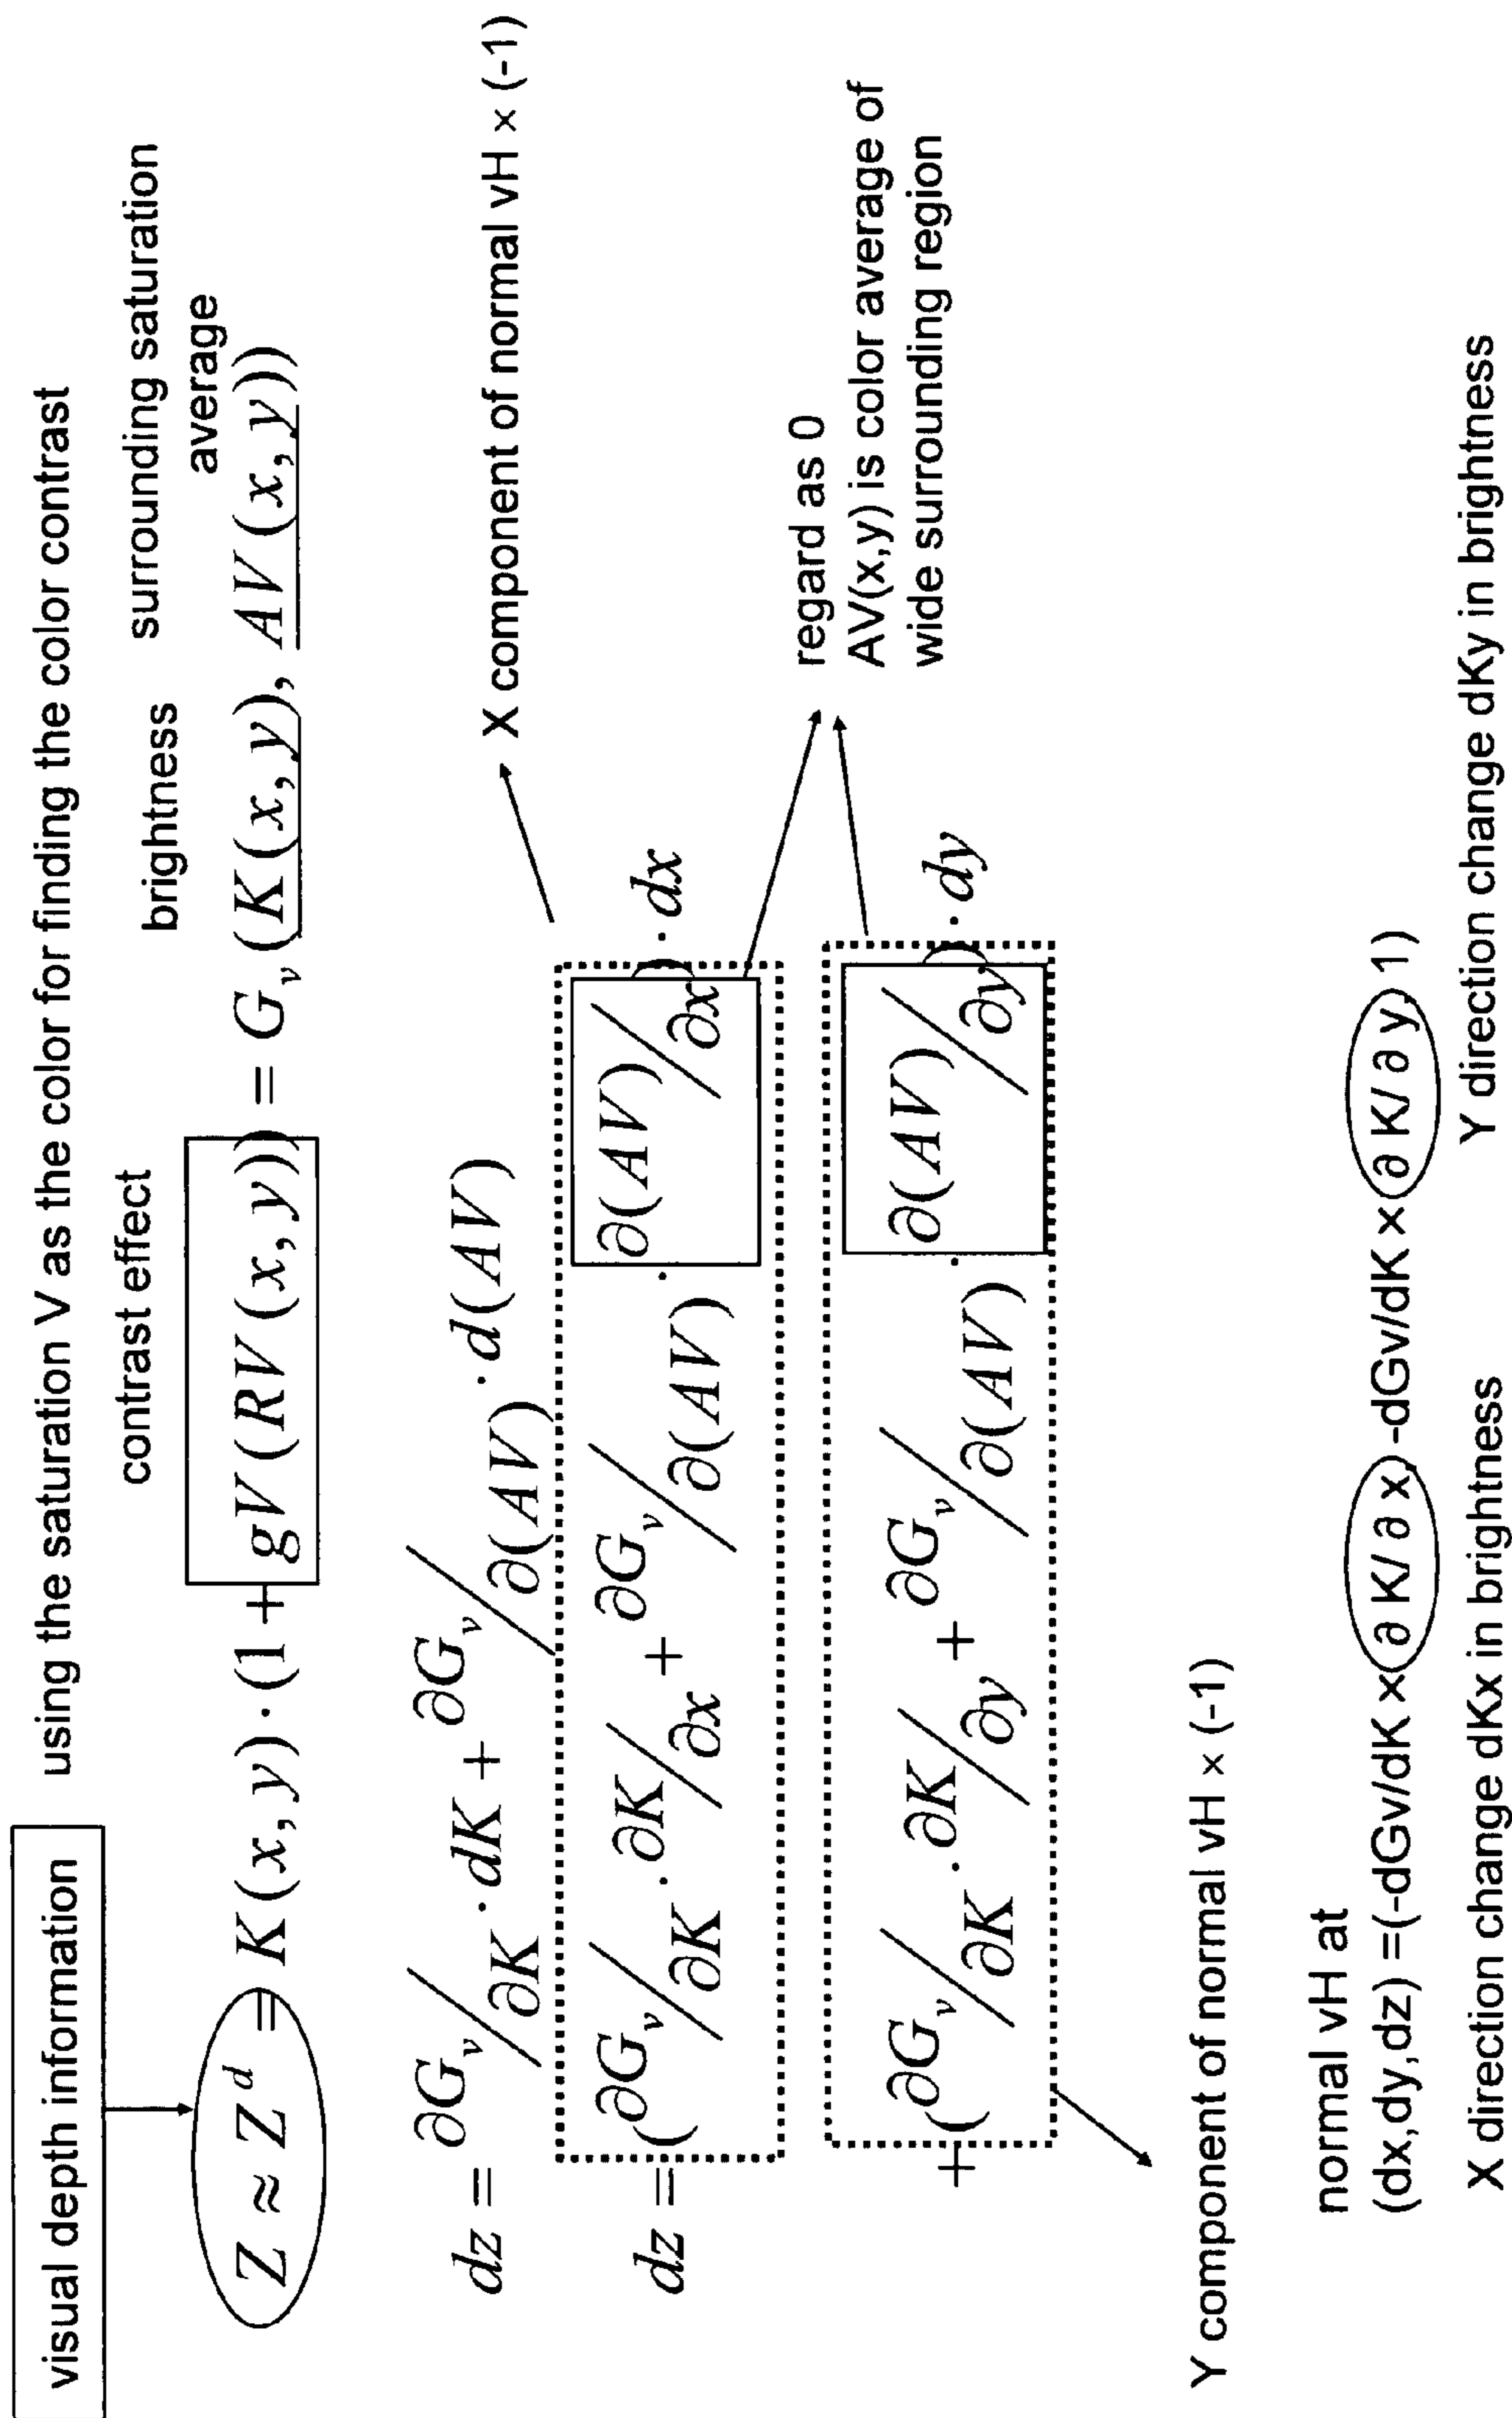 visual depth information
using the saturation V as the color for finding the color contrast
contrast effect
brightness
surrounding saturation
average
Z ≈ Z^d = K(x, y) · (1 + gV(RV(x, y))) = G_v(K(x, y), AV(x, y))
dz = ∂G_v/∂K · dK + ∂G_v/∂(AV) · d(AV)
X component of normal vH × (-1)
dz = (∂G_v/∂K · ∂K/∂x + ∂G_v/∂(AV) · ∂(AV)/∂x) · dx
regard as 0
AV(x,y) is color average of
wide surrounding region
+ (∂G_v/∂K · ∂K/∂y + ∂G_v/∂(AV) · ∂(AV)/∂y) · dy
Y component of normal vH × (-1)
normal vH at
(dx,dy,dz) =(-dGv/dK ×(∂ K/ ∂ x) -dGv/dK ×(∂ K/ ∂ y) 1)
X direction change dKx in brightness
Y direction change dKy in brightness